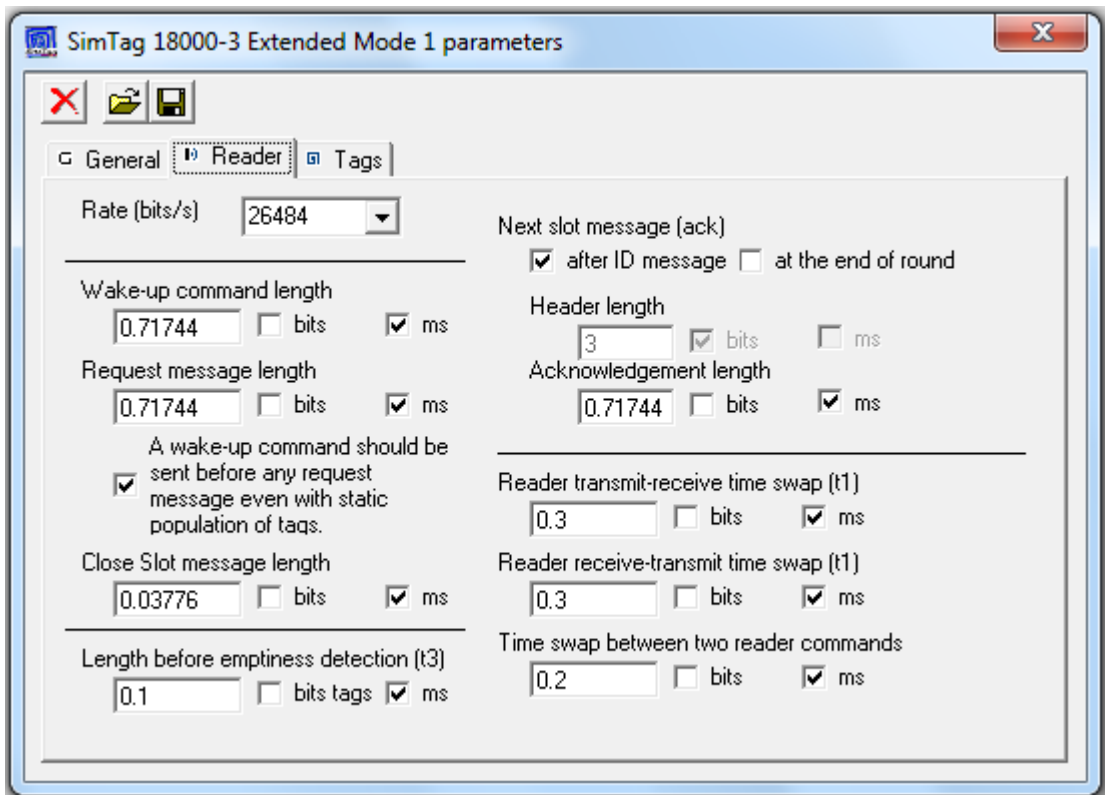 SimTag 18000-3 Extended Mode 1 parameters
General Reader Tags
Rate (bits/s) 26484
Wake-up command length
0.71744 bits ms
Request message length
0.71744 bits ms
A wake-up command should be
sent before any request
message even with static
population of tags.
Close Slot message length
0.03776 bits ms
Length before emptiness detection (t3)
0.1 bits tags ms
Next slot message (ack)
after ID message at the end of round
Header length
3 bits ms
Acknowledgement length
0.71744 bits ms
Reader transmit-receive time swap (t1)
0.3 bits ms
Reader receive-transmit time swap (t1)
0.3 bits ms
Time swap between two reader commands
0.2 bits ms